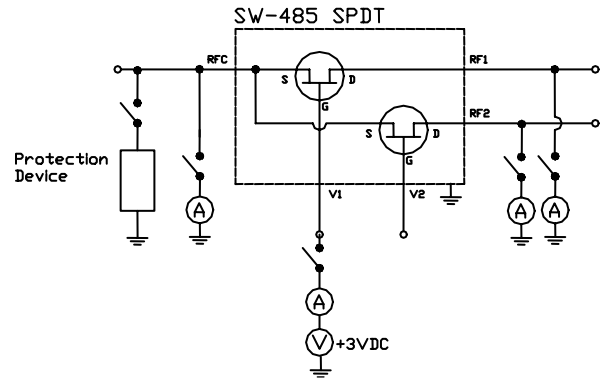 SW-485 SPDT
RFC
RF1
S
D
G
RF2
S
D
G
Protection
Device
V1
V2
A
A
A
A
V
+3VDC